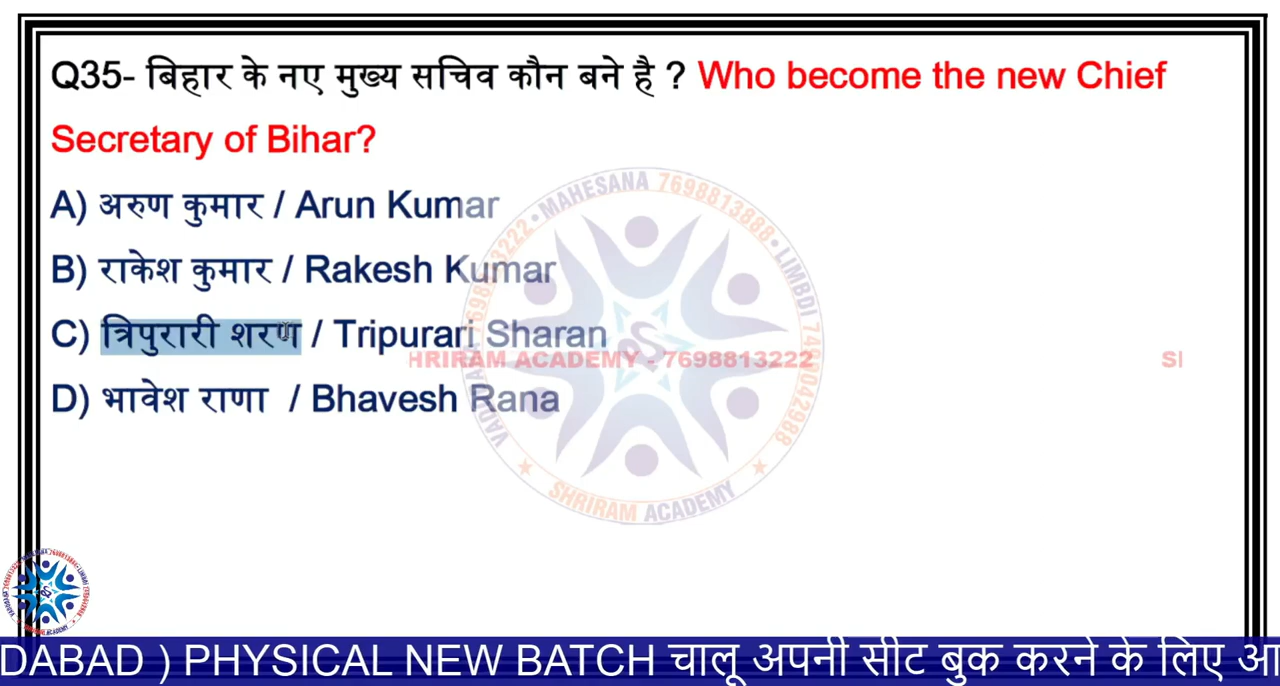 Q35- बिहार के नए मुख्य सचिव कौन बने है ? Who become the new Chief
Secretary of Bihar?
A) अरुण कुमार / Arun Kumar
B) राकेश कुमार / Rakesh Kumar
C) त्रिपुरारी शरण / Tripurari Sharan
HRIRAM ACADEMY - 7698813222
D) भावेश राणा / Bhavesh Rana
MAHESANA 7698813888
LIMBDI
SHRIRAM ACADEMY
DABAD ) PHYSICAL NEW BATCH चालू अपनी सीट बुक करने के लिए आ